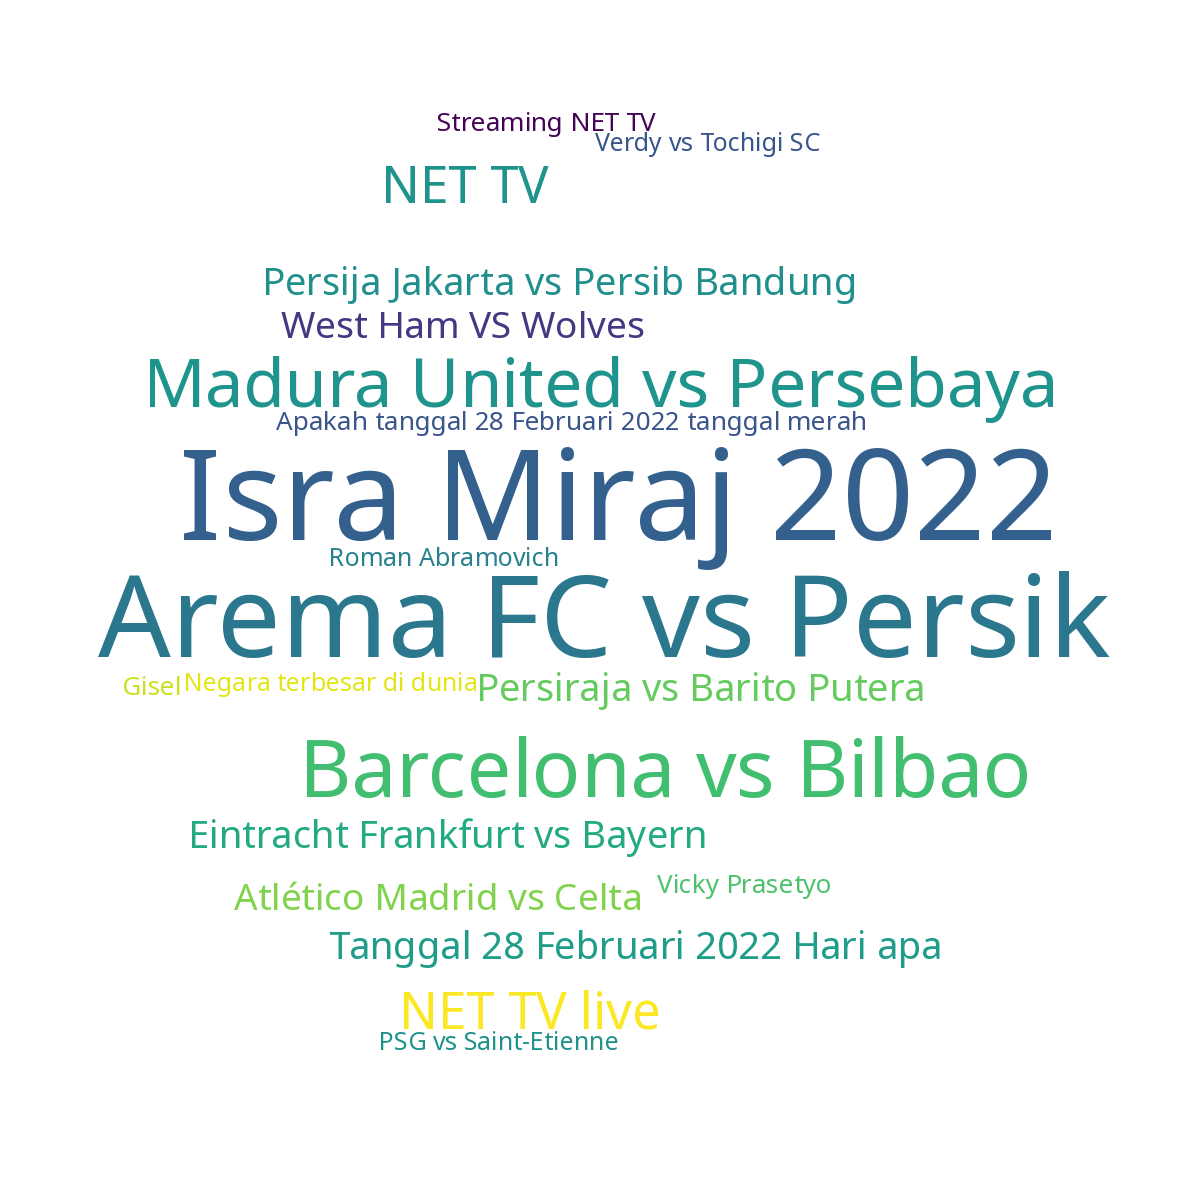 Streaming NET TV
Verdy vs Tochigi SC
NET TV
Persija Jakarta vs Persib Bandung
West Ham VS Wolves
Madura United vs Persebaya
Apakah tanggal 28 Februari 2022 tanggal merah
Isra Miraj 2022
Roman Abramovich
Arema FC vs Persik
Gisel
Negara terbesar di dunia
Persiraja vs Barito Putera
Barcelona vs Bilbao
Eintracht Frankfurt vs Bayern
Vicky Prasetyo
Atlético Madrid vs Celta
Tanggal 28 Februari 2022 Hari apa
NET TV live
PSG vs Saint-Etienne